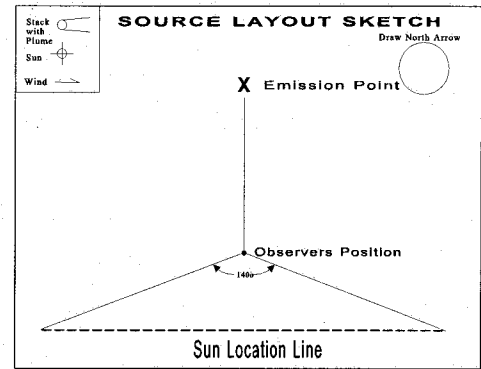 SOURCE LAYOUT SKETCH
Stack
with
Plume
Sun
Wind
Draw North Arrow
X Emission Point
Observers Position
140o
Sun Location Line